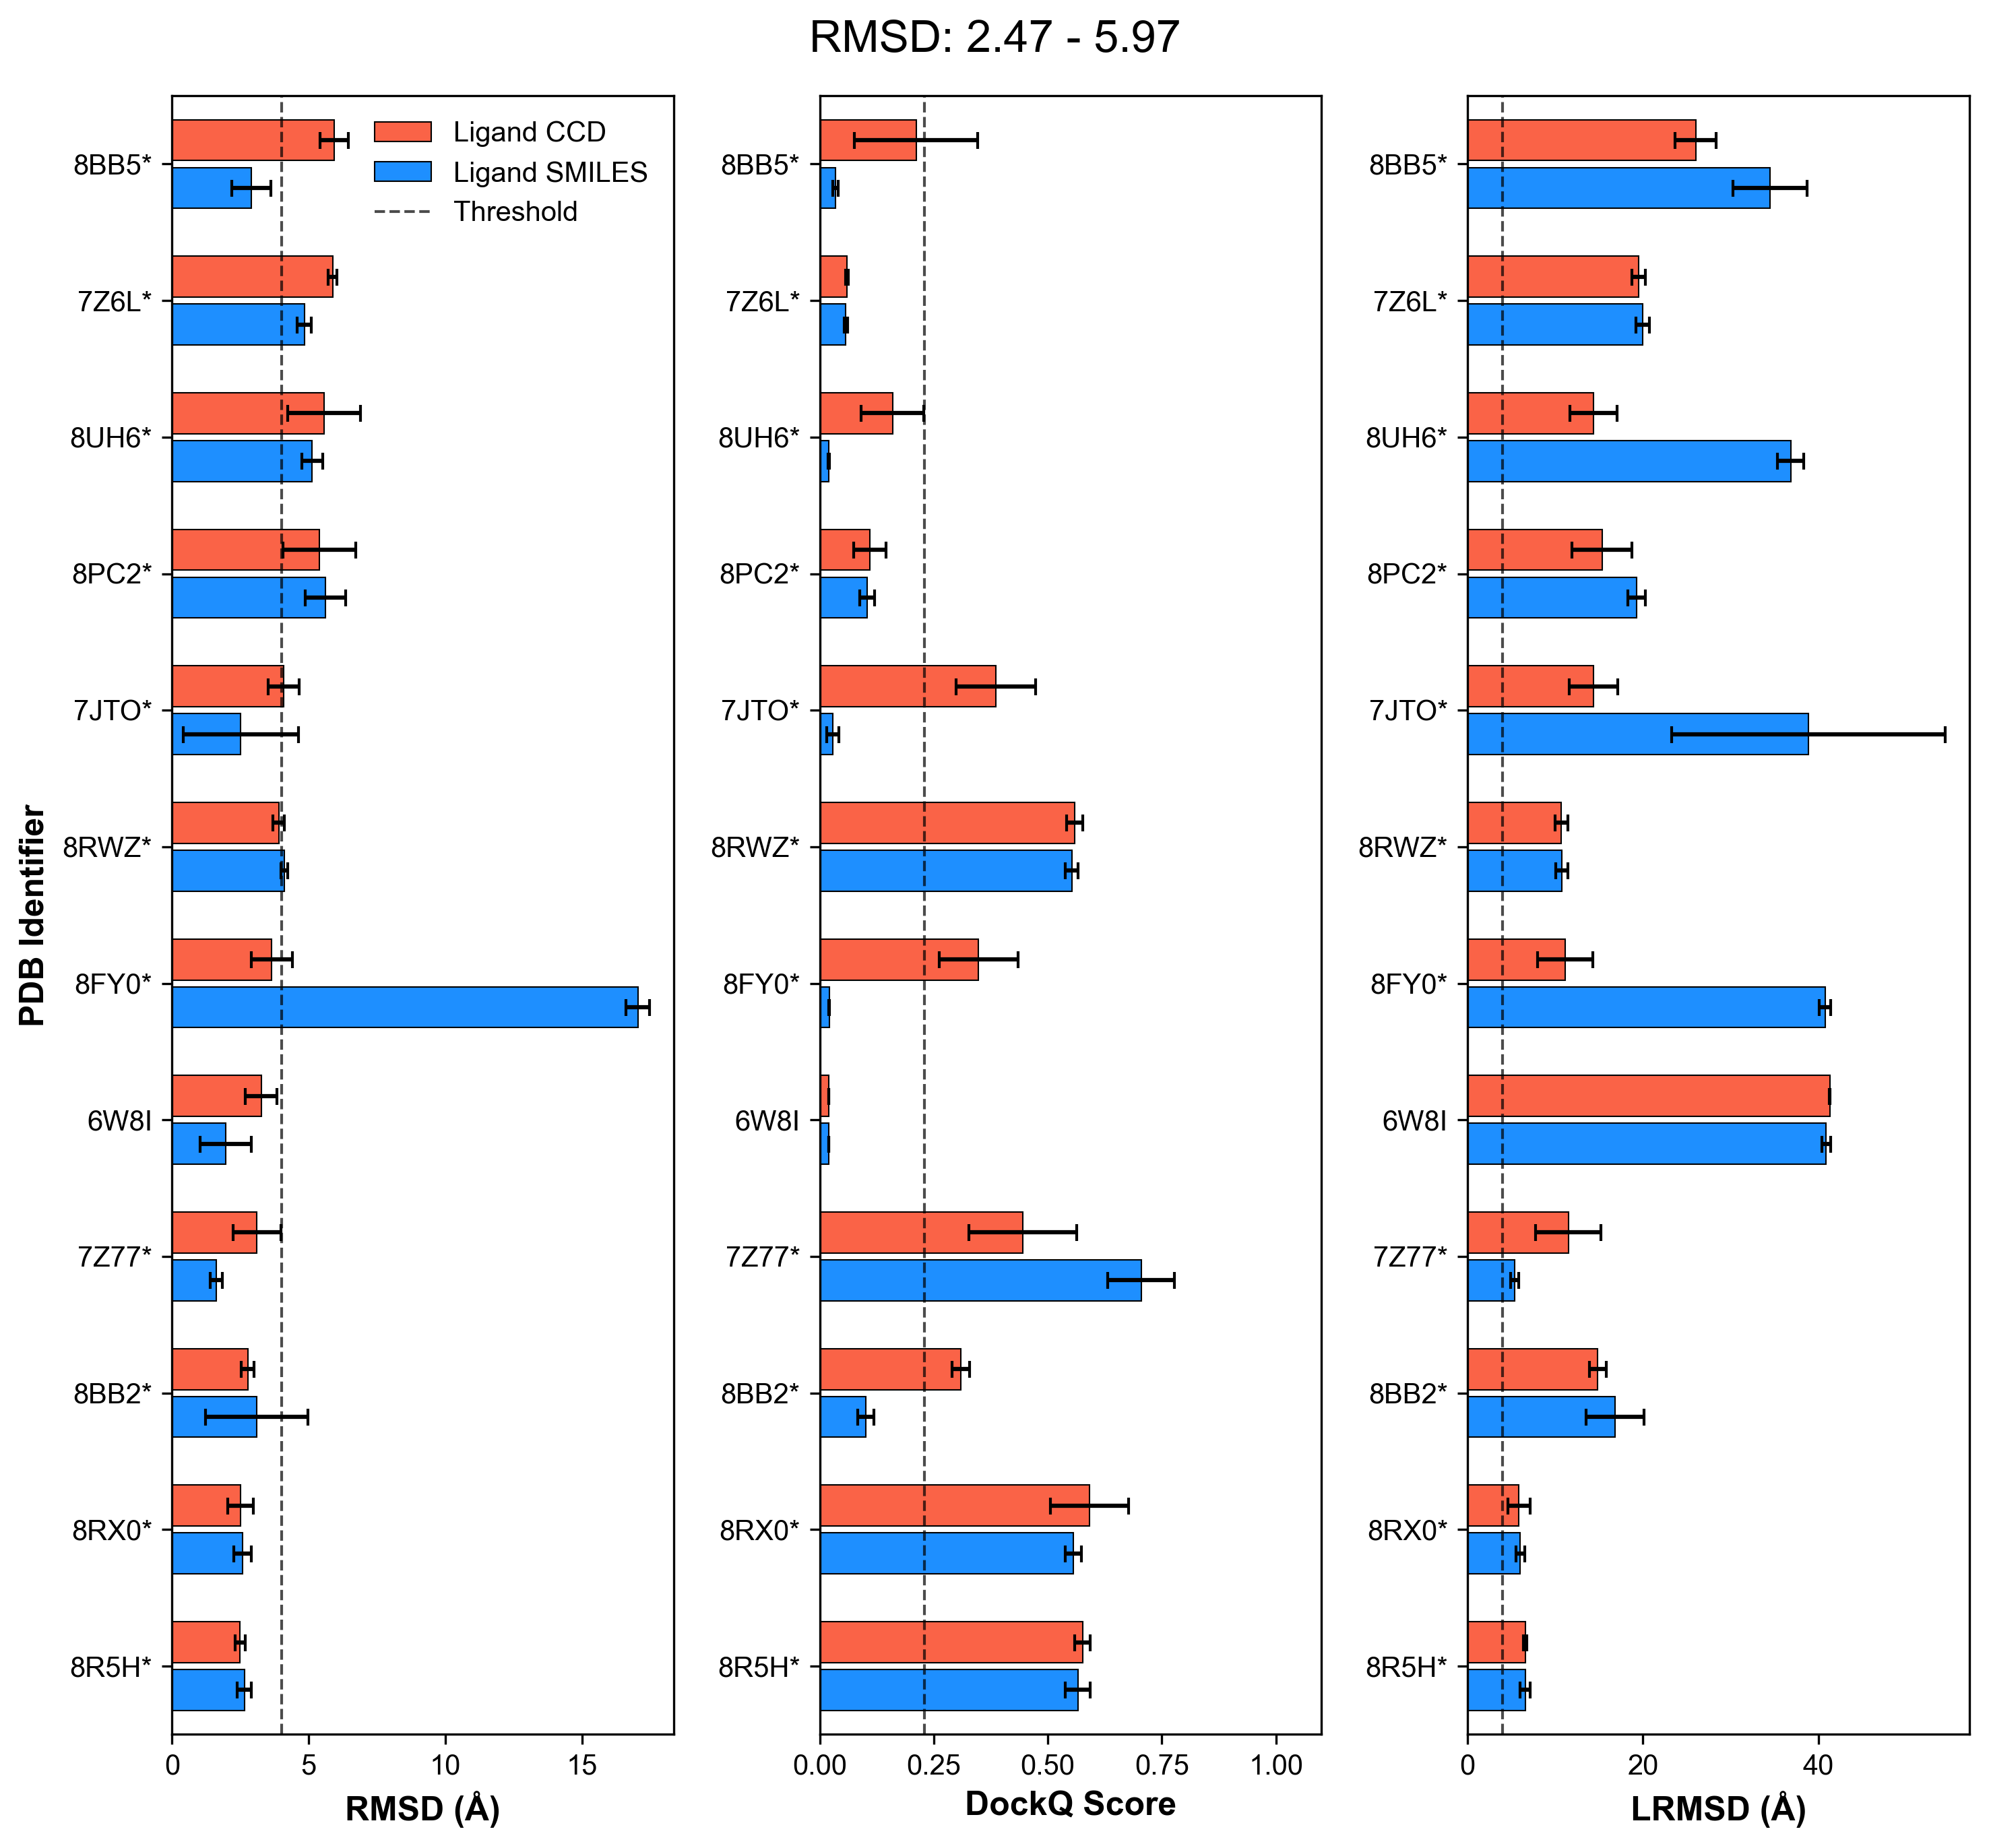 RMSD: 2.47 - 5.97
PDB Identifier
8BB5*
7Z6L*
8UH6*
8PC2*
7JTO*
8RWZ*
8FY0*
6W8I
7Z77*
8BB2*
8RX0*
8R5H*
Ligand CCD
Ligand SMILES
Threshold
0 5 10 15
RMSD (Å)
8BB5*
7Z6L*
8UH6*
8PC2*
7JTO*
8RWZ*
8FY0*
6W8I
7Z77*
8BB2*
8RX0*
8R5H*
0.00 0.25 0.50 0.75 1.00
DockQ Score
8BB5*
7Z6L*
8UH6*
8PC2*
7JTO*
8RWZ*
8FY0*
6W8I
7Z77*
8BB2*
8RX0*
8R5H*
0 20 40
LRMSD (Å)